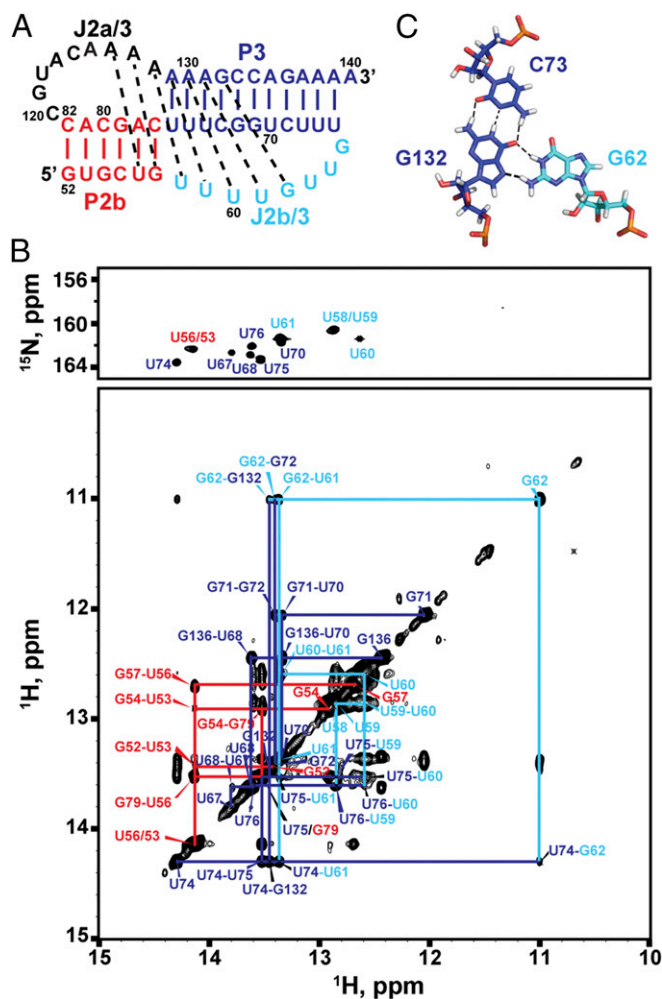 A
J2a/3
A C A A A A
U
G
C
120
130
P3
140
A A A G C C A G A A A A 3'
82
80
C A C G A C U U U C G G U C U U U
70
5' G U G C U G
52
P2b
U U U U G U U G
60
J2b/3
C
C73
G132
G62
B
¹⁵N, ppm
156
160
164
U56/53
U76
U61
U58/U59
U74
U67
U68
U75
U70
U60
¹H, ppm
11
12
13
14
15
G62-G72
G62-G132
G62-U61
G62
G71-G72
G71-U70
G71
G136-U68
G136-U70
G136
U60-U61
G57-U56
U60
G54-U53
G54
G57
G54-G79
U58
U59
U59-U60
G132
U70
G52-U53
U68
U61
G72
U75-U59
U68-U67
G52
G79-U56
U75-U60
U67
U76
U75-U61
U76-U60
U76-U59
U56/53
U75/G79
U74
U74-U75
U74-U61
U74-G132
U74-G62
15
14
13
12
11
10
¹H, ppm